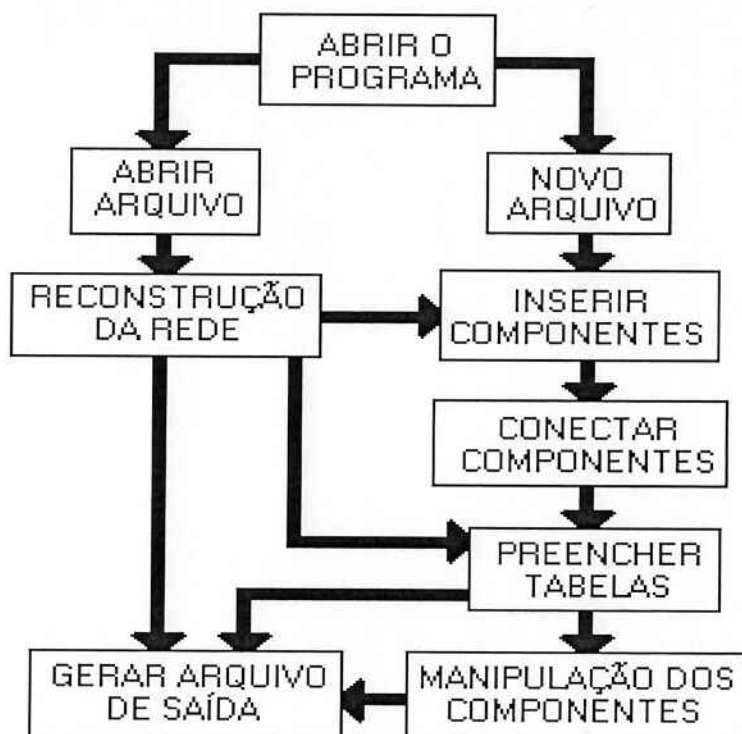 ABRIR O
PROGRAMA
ABRIR
ARQUIVO
NOVO
ARQUIVO
RECONSTRUÇÃO
DA REDE
INSERIR
COMPONENTES
CONECTAR
COMPONENTES
PREENCHER
TABELAS
GERAR ARQUIVO
DE SAÍDA
MANIPULAÇÃO DOS
COMPONENTES